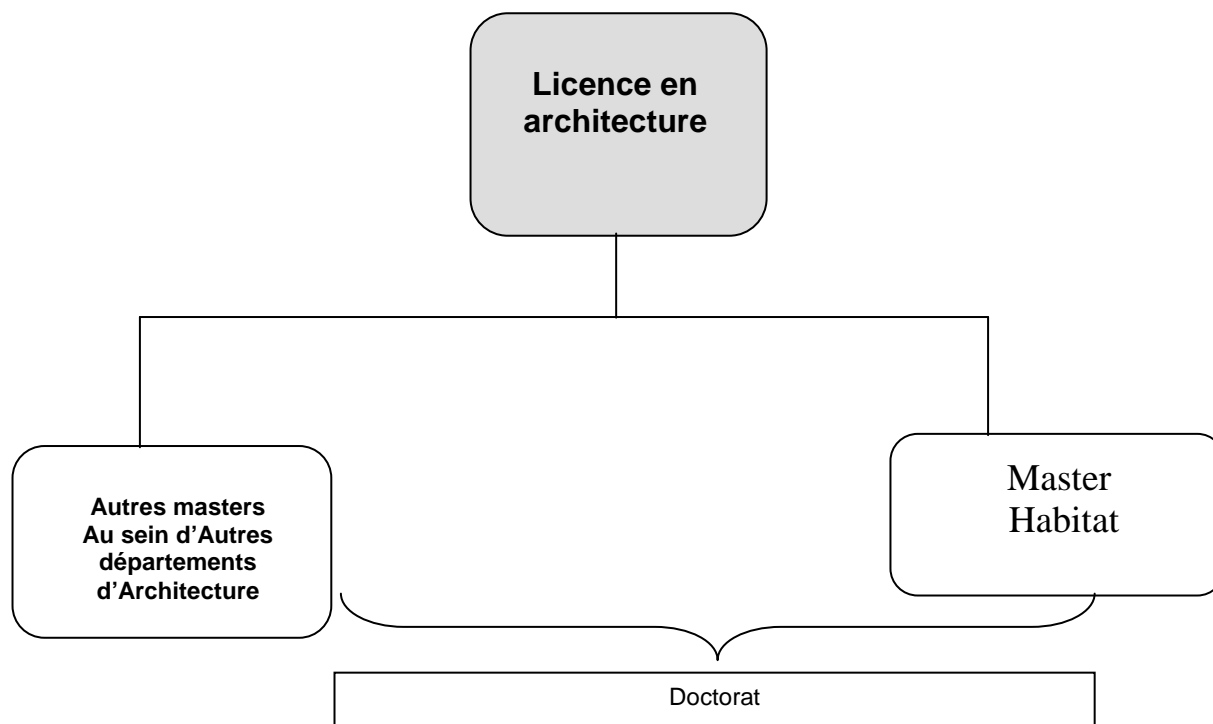 Licence en
architecture
Autres masters
Au sein d’Autres
départements
d’Architecture
Master
Habitat
Doctorat